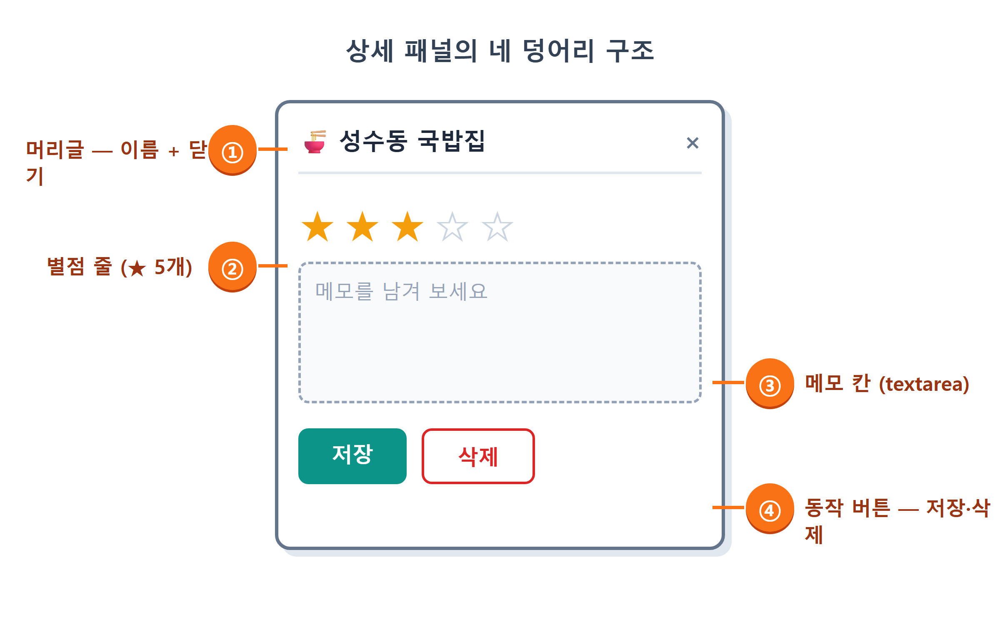 상세 패널의 네 덩어리 구조
🍜 성수동 국밥집 ×
머리글 — 이름 + 닫
기
①
★★★☆☆
별점 줄 (★ 5개)
②
메모를 남겨 보세요
③
메모 칸 (textarea)
저장
삭제
④
동작 버튼 — 저장·삭
제